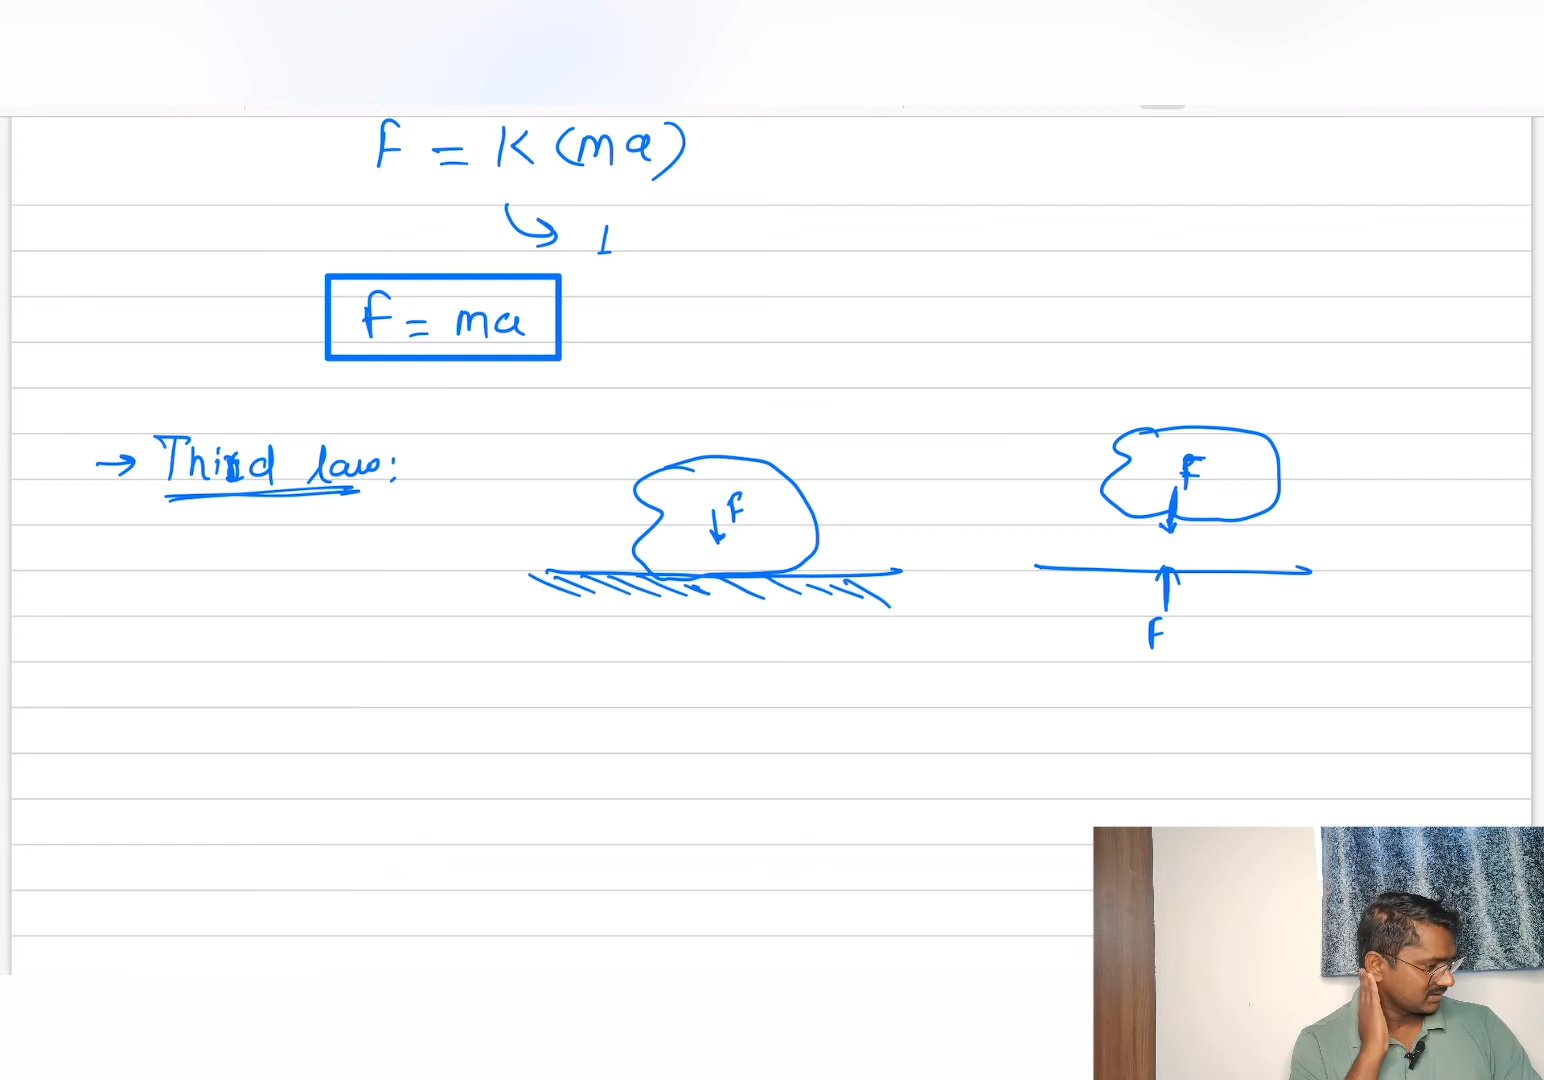 F = K (ma)
1
F = ma
→ Third law:
F
F
F